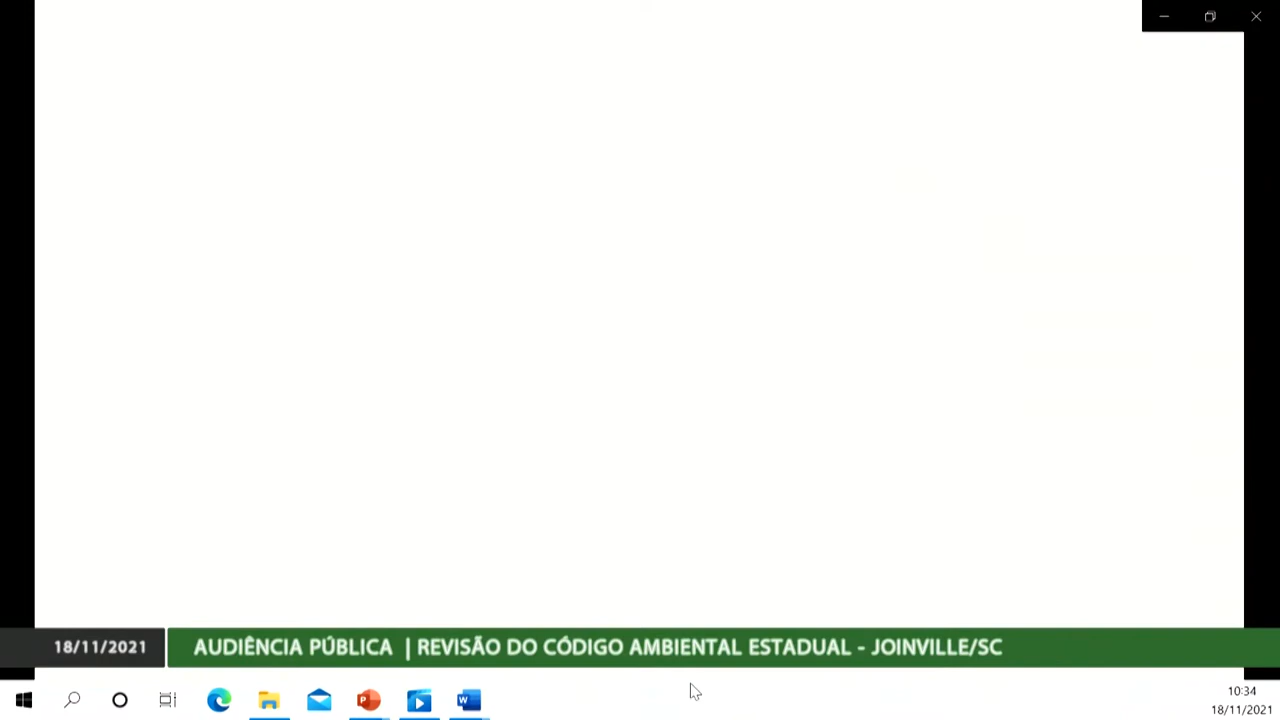 18/11/2021
AUDIÊNCIA PÚBLICA | REVISÃO DO CÓDIGO AMBIENTAL ESTADUAL - JOINVILLE/SC
P
W
10:34
18/11/2021